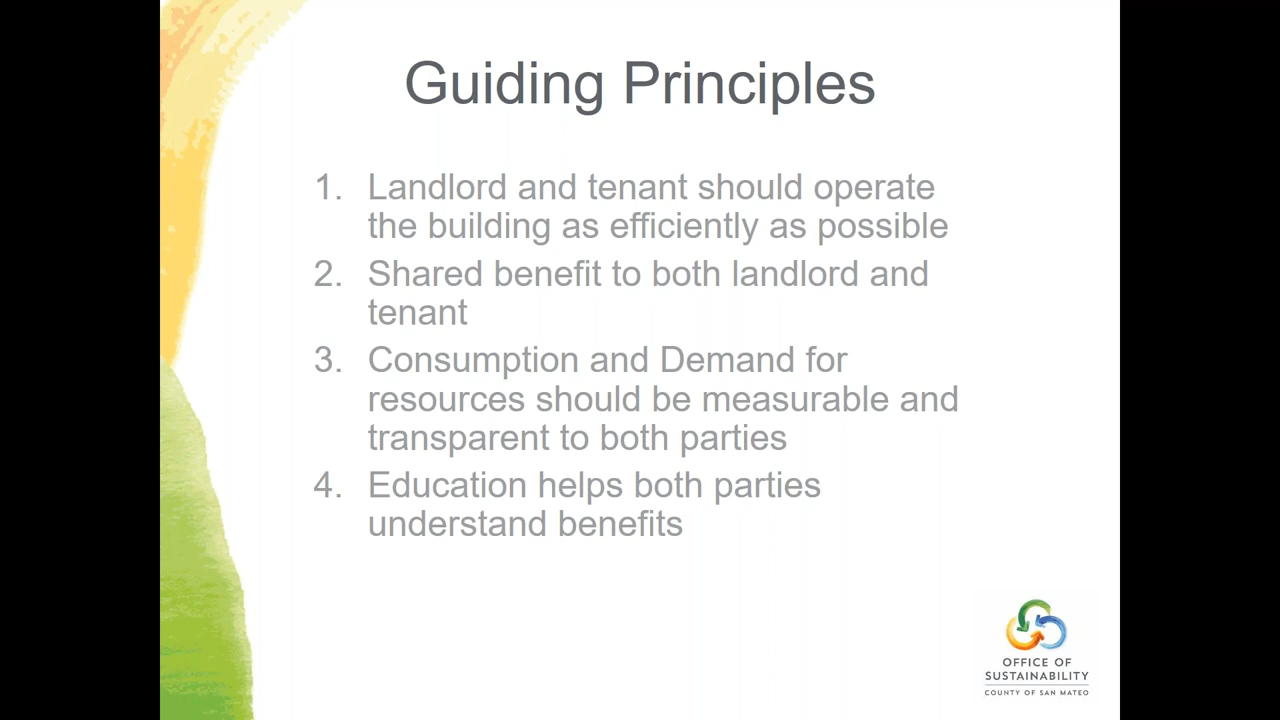 Guiding Principles
1. Landlord and tenant should operate
the building as efficiently as possible
2. Shared benefit to both landlord and
tenant
3. Consumption and Demand for
resources should be measurable and
transparent to both parties
4. Education helps both parties
understand benefits
OFFICE OF
SUSTAINABILITY
COUNTY OF SAN MATEO